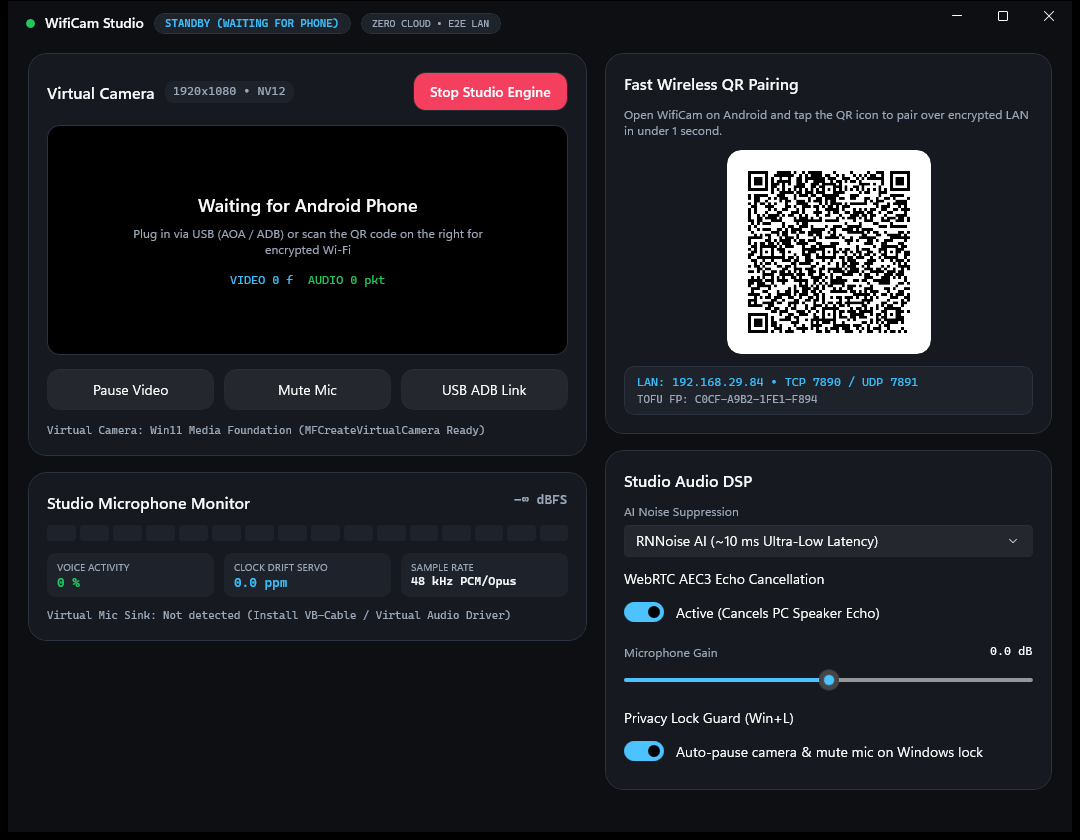 WifiCam Studio
STANDBY (WAITING FOR PHONE)
ZERO CLOUD • E2E LAN
Virtual Camera
1920x1080 • NV12
Stop Studio Engine
Waiting for Android Phone
Plug in via USB (AOA / ADB) or scan the QR code on the right for
encrypted Wi-Fi
VIDEO 0 f
AUDIO 0 pkt
Pause Video
Mute Mic
USB ADB Link
Virtual Camera: Win11 Media Foundation (MFCreateVirtualCamera Ready)
Studio Microphone Monitor
−∞ dBFS
VOICE ACTIVITY
0 %
CLOCK DRIFT SERVO
0.0 ppm
SAMPLE RATE
48 kHz PCM/Opus
Virtual Mic Sink: Not detected (Install VB-Cable / Virtual Audio Driver)
Fast Wireless QR Pairing
Open WifiCam on Android and tap the QR icon to pair over encrypted LAN
in under 1 second.
LAN: 192.168.29.84 • TCP 7890 / UDP 7891
TOFU FP: C0CF-A9B2-1FE1-F894
Studio Audio DSP
AI Noise Suppression
RNNoise AI (~10 ms Ultra-Low Latency)
WebRTC AEC3 Echo Cancellation
Active (Cancels PC Speaker Echo)
Microphone Gain
0.0 dB
Privacy Lock Guard (Win+L)
Auto-pause camera & mute mic on Windows lock